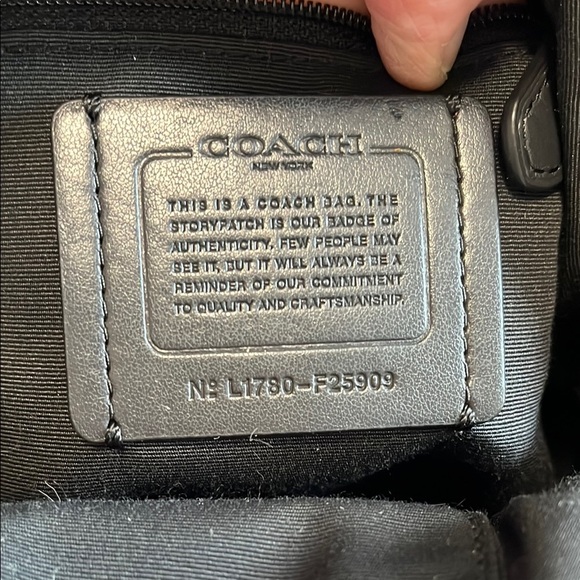 COACH
NEW YORK
THIS IS A COACH BAG. THE
STORYPATCH IS OUR BADGE OF
AUTHENTICITY. FEW PEOPLE MAY
SEE IT, BUT IT WILL ALWAYS BE A
REMINDER OF OUR COMMITMENT
TO QUALITY AND CRAFTSMANSHIP.
Nº L1780-F25909